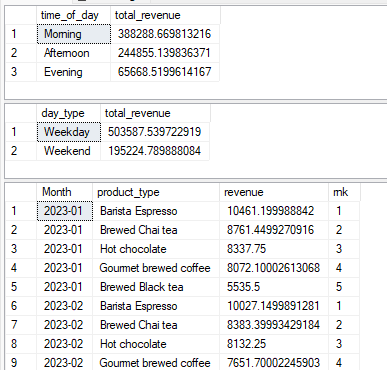 time_of_day total_revenue
1 Morning 388288.669813216
2 Afternoon 244855.139836371
3 Evening 65668.5199614167
day_type total_revenue
1 Weekday 503587.539722919
2 Weekend 195224.789888084
Month product_type revenue rnk
1 2023-01 Barista Espresso 10461.199988842 1
2 2023-01 Brewed Chai tea 8761.4499270916 2
3 2023-01 Hot chocolate 8337.75 3
4 2023-01 Gourmet brewed coffee 8072.10002613068 4
5 2023-01 Brewed Black tea 5535.5 5
6 2023-02 Barista Espresso 10027.1499891281 1
7 2023-02 Brewed Chai tea 8383.39993429184 2
8 2023-02 Hot chocolate 8132.25 3
9 2023-02 Gourmet brewed coffee 7651.70002245903 4